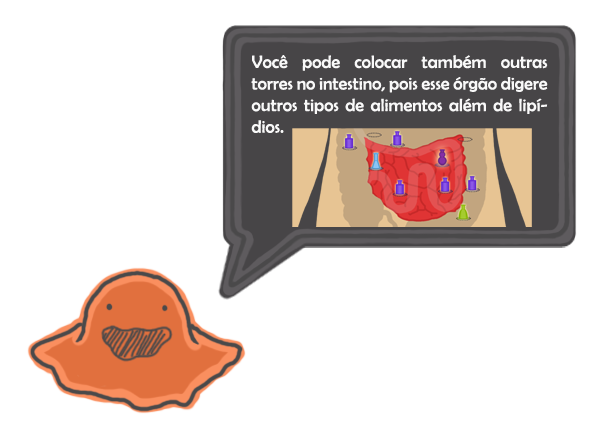 Você pode colocar também outras
torres no intestino, pois esse órgão digere
outros tipos de alimentos além de lipí-
dios.